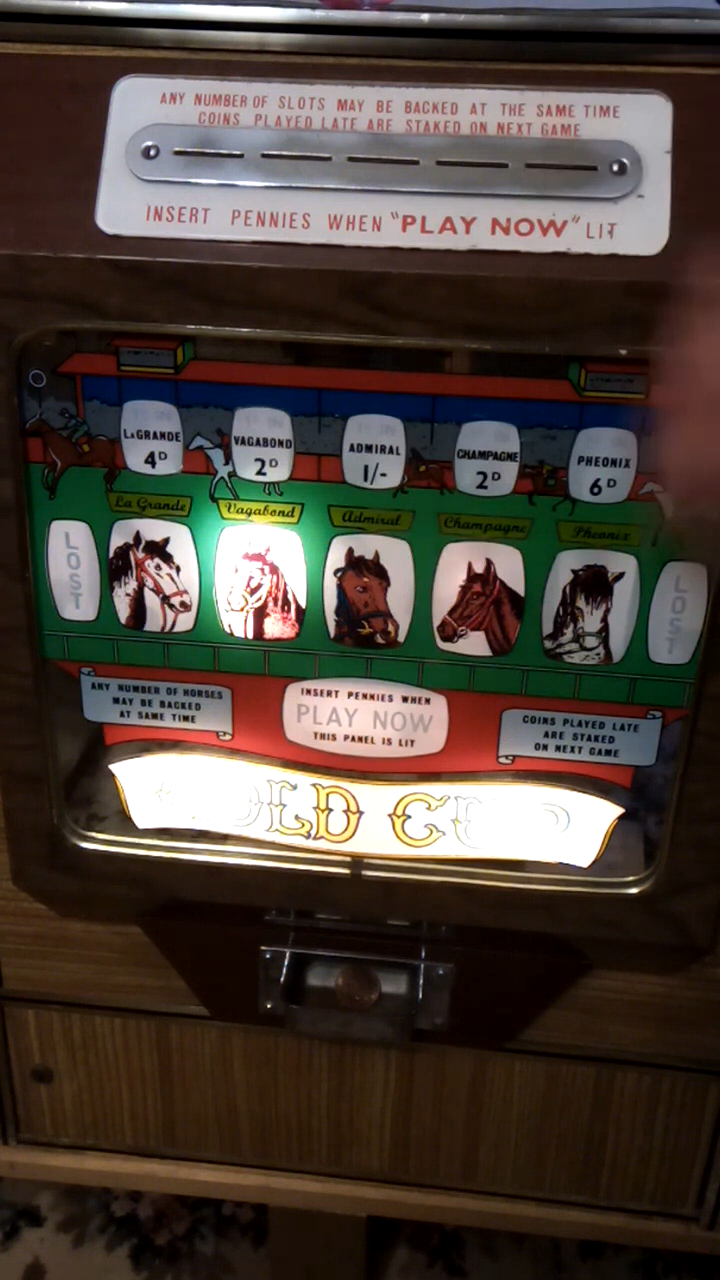 ANY NUMBER OF SLOTS MAY BE BACKED AT THE SAME TIME
COINS PLAYED LATE ARE STAKED ON NEXT GAME
INSERT PENNIES WHEN "PLAY NOW" LIT
LAGRANDE
4D
VAGABOND
2D
ADMIRAL
1/-
CHAMPAGNE
2D
PHEONIX
6D
La Grande
Vagabond
Admiral
Champagne
Pheonix
LOST
LOST
ANY NUMBER OF HORSES
MAY BE BACKED
AT SAME TIME
INSERT PENNIES WHEN
PLAY NOW
THIS PANEL IS LIT
COINS PLAYED LATE
ARE STAKED
ON NEXT GAME
GOLD CUP